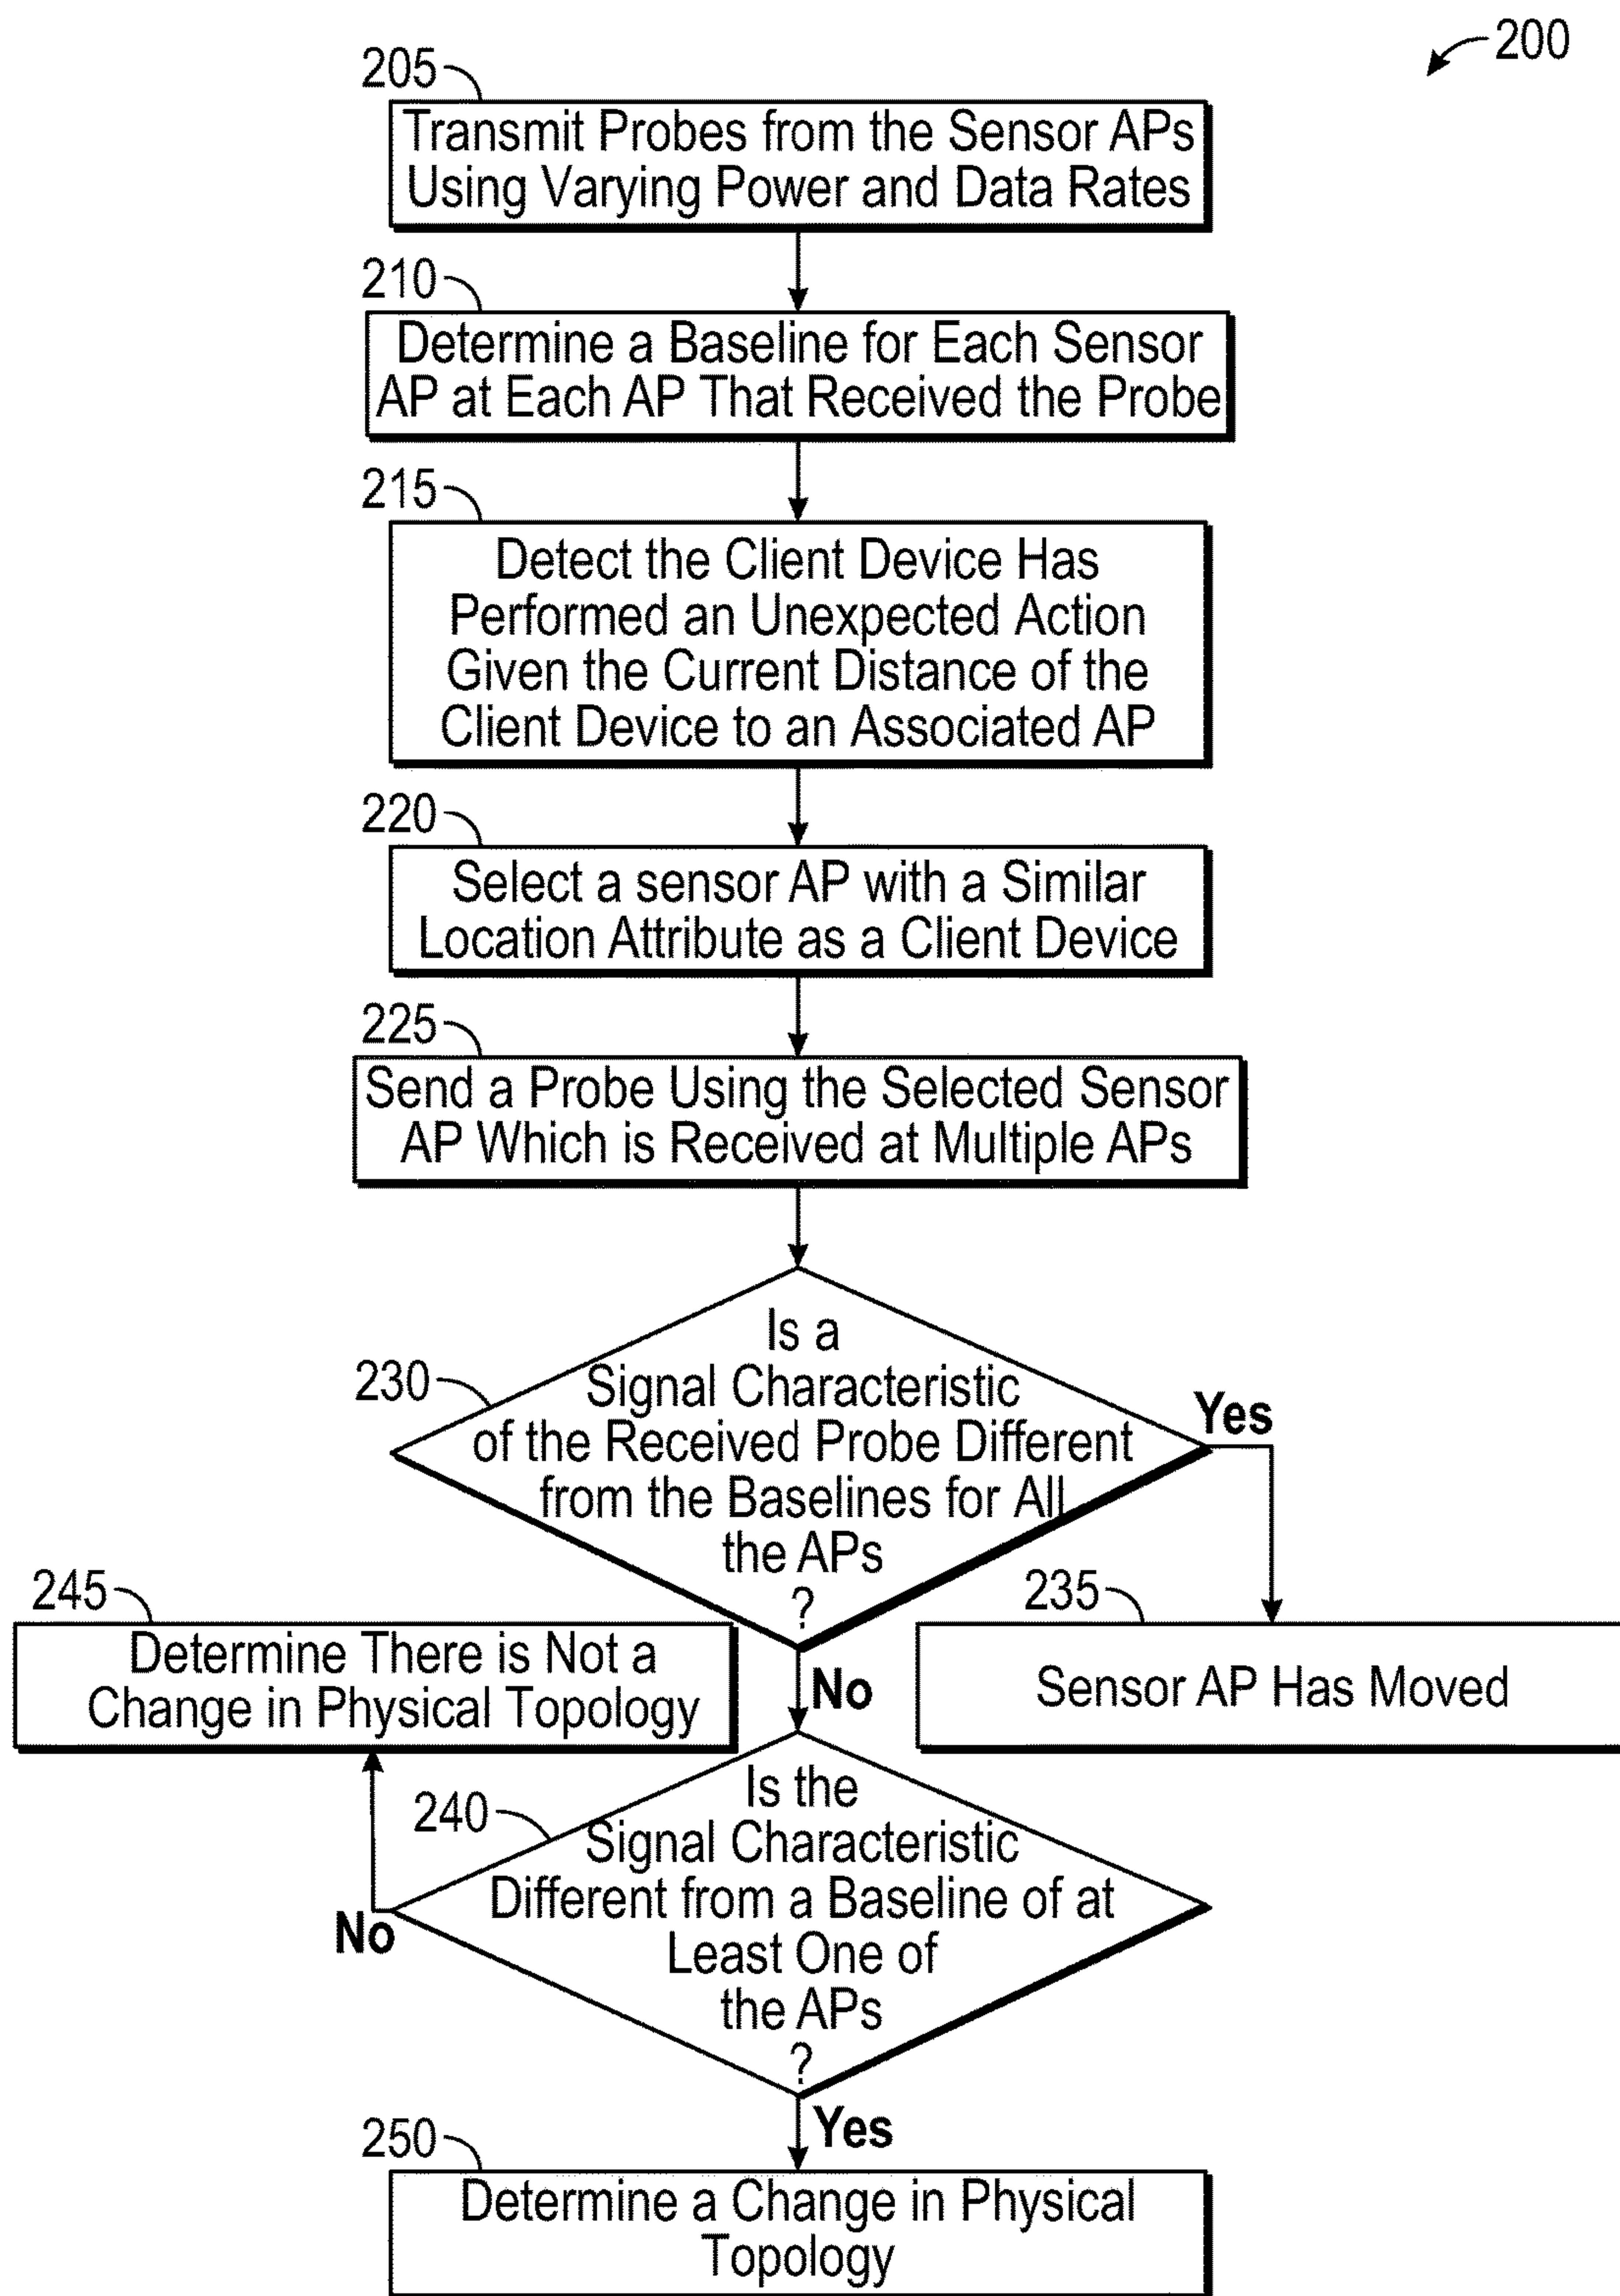 200
205
Transmit Probes from the Sensor APs
Using Varying Power and Data Rates
210
Determine a Baseline for Each Sensor
AP at Each AP That Received the Probe
215
Detect the Client Device Has
Performed an Unexpected Action
Given the Current Distance of the
Client Device to an Associated AP
220
Select a sensor AP with a Similar
Location Attribute as a Client Device
225
Send a Probe Using the Selected Sensor
AP Which is Received at Multiple APs
230
Is a
Signal Characteristic
of the Received Probe Different
from the Baselines for All
the APs
?
Yes
No
235
Sensor AP Has Moved
245
Determine There is Not a
Change in Physical Topology
240
Is the
Signal Characteristic
Different from a Baseline of at
Least One of
the APs
?
No
Yes
250
Determine a Change in Physical
Topology